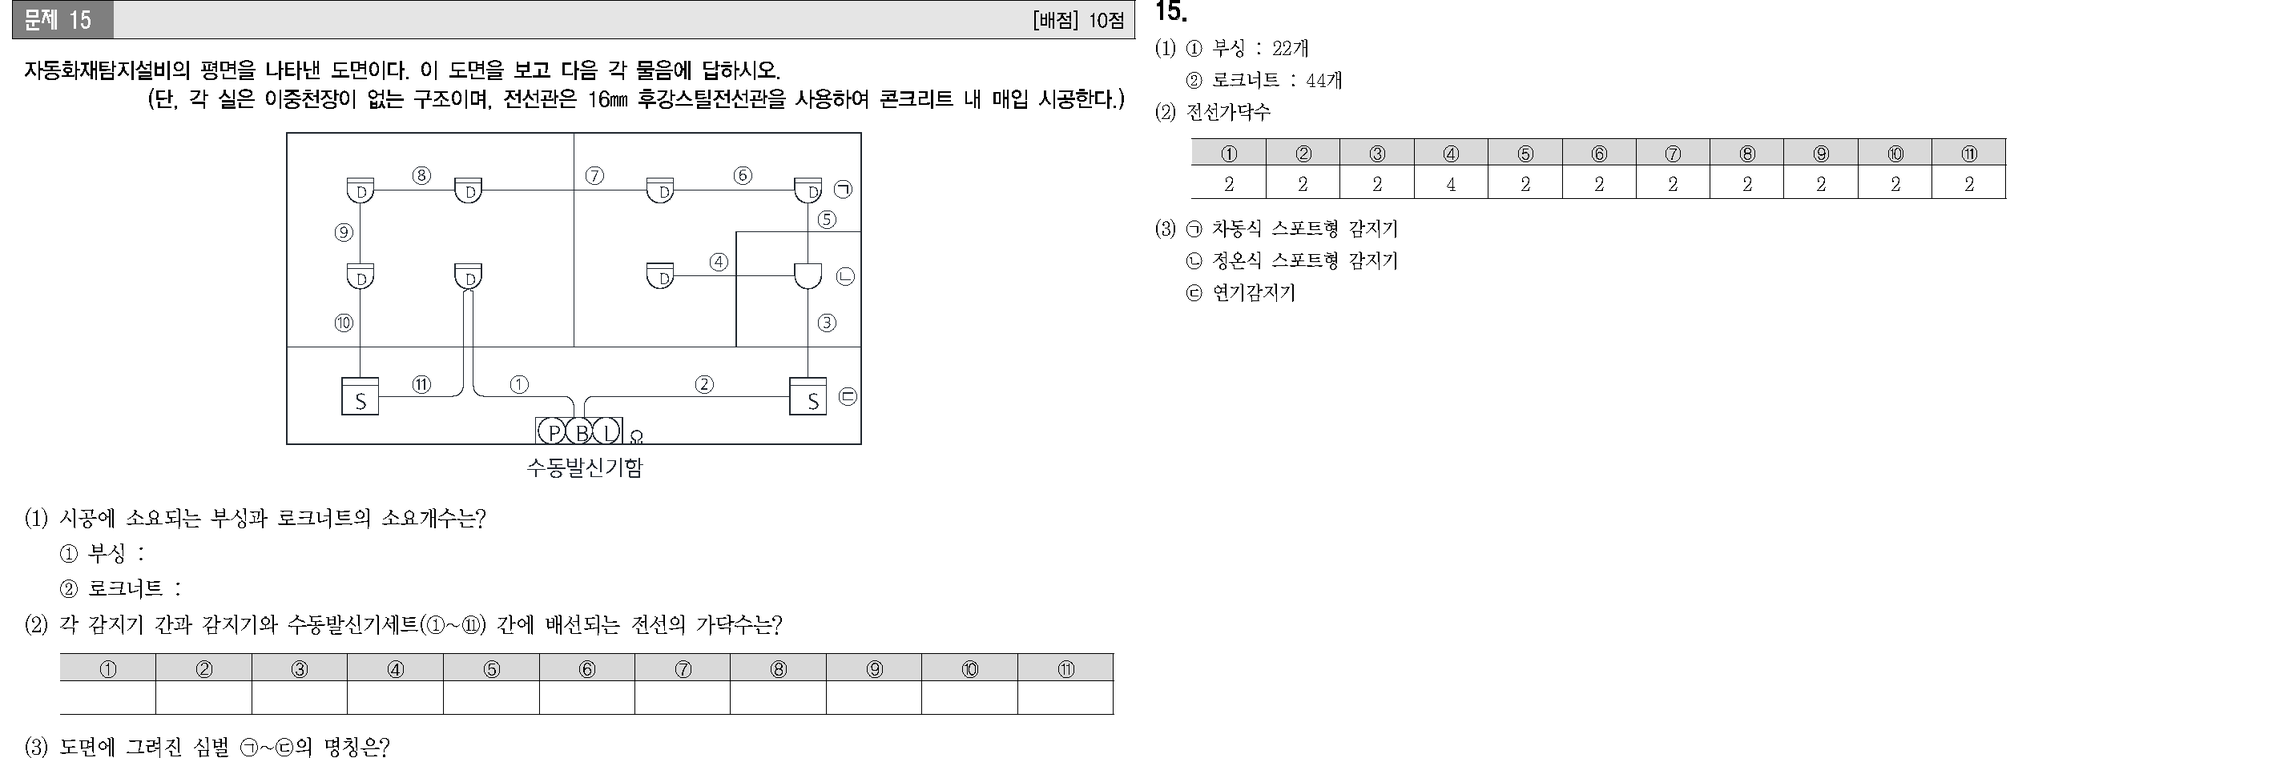 문제 15 [배점] 10점
자동화재탐지설비의 평면을 나타낸 도면이다. 이 도면을 보고 다음 각 물음에 답하시오.
(단, 각 실은 이중천장이 없는 구조이며, 전선관은 16㎜ 후강스틸전선관을 사용하여 콘크리트 내 매입 시공한다.)
⑧ ⑦ ⑥
D D D D ㉠
⑨ ⑤
④
D D D ㉡
⑩ ③
⑪ ① ②
S S ㉢
P B L Ω
수동발신기함
(1) 시공에 소요되는 부싱과 로크너트의 소요개수는?
① 부싱 :
② 로크너트 :
(2) 각 감지기 간과 감지기와 수동발신기세트(①~⑪) 간에 배선되는 전선의 가닥수는?
① ② ③ ④ ⑤ ⑥ ⑦ ⑧ ⑨ ⑩ ⑪
(3) 도면에 그려진 심벌 ㉠~㉢의 명칭은?
15.
(1) ① 부싱 : 22개
② 로크너트 : 44개
(2) 전선가닥수
① ② ③ ④ ⑤ ⑥ ⑦ ⑧ ⑨ ⑩ ⑪
2 2 2 4 2 2 2 2 2 2 2
(3) ㉠ 차동식 스포트형 감지기
㉡ 정온식 스포트형 감지기
㉢ 연기감지기